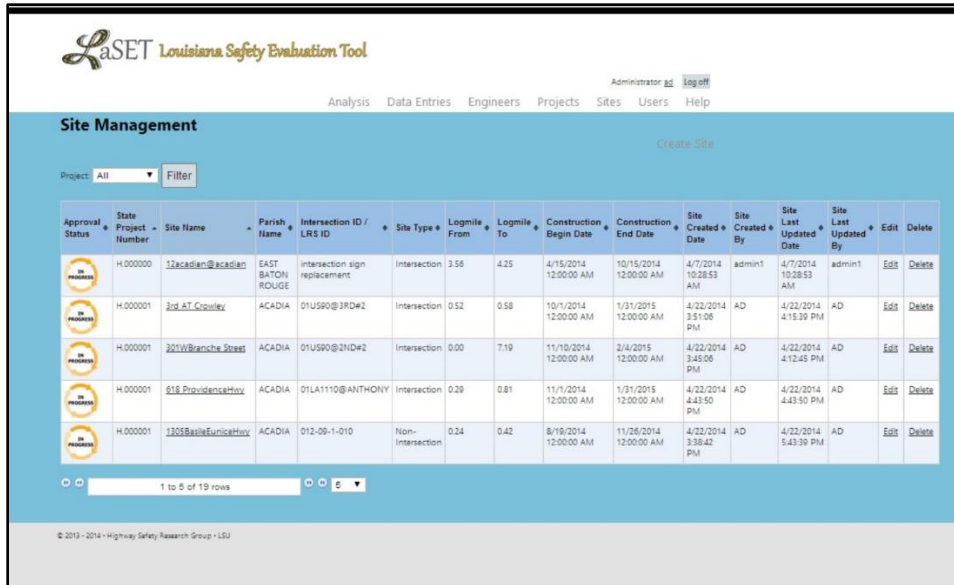 LaSET Louisiana Safety Evaluation Tool
Administrator: ad Log off
Analysis Data Entries Engineers Projects Sites Users Help
Site Management
Create Site
Project: All Filter
Approval Status State Project Number Site Name Parish Name Intersection ID / LRS ID Site Type Logmile From Logmile To Construction Begin Date Construction End Date Site Created Date Site Created By Site Last Updated Date Site Last Updated By Edit Delete
IN PROGRESS H.000000 12acadian@acadian EAST BATON ROUGE intersection sign replacement Intersection 3.56 4.25 4/15/2014 12:00:00 AM 10/15/2014 12:00:00 AM 4/7/2014 10:28:53 AM admin1 4/7/2014 10:28:53 AM admin1 Edit Delete
IN PROGRESS H.000001 3rd AT Crowley ACADIA 01US90@3RD#2 Intersection 0.52 0.58 10/1/2014 12:00:00 AM 1/31/2015 12:00:00 AM 4/22/2014 3:51:06 PM AD 4/22/2014 4:15:39 PM AD Edit Delete
IN PROGRESS H.000001 301WBranche Street ACADIA 01US90@2ND#2 Intersection 0.00 7.19 11/10/2014 12:00:00 AM 2/4/2015 12:00:00 AM 4/22/2014 3:45:06 PM AD 4/22/2014 4:12:45 PM AD Edit Delete
IN PROGRESS H.000001 618 ProvidenceHwy ACADIA 01LA1110@ANTHONY Intersection 0.29 0.81 11/1/2014 12:00:00 AM 1/31/2015 12:00:00 AM 4/22/2014 4:43:50 PM AD 4/22/2014 4:43:50 PM AD Edit Delete
IN PROGRESS H.000001 1305BasileEuniceHwy ACADIA 012-09-1-010 Non-Intersection 0.24 0.42 8/19/2014 12:00:00 AM 11/26/2014 12:00:00 AM 4/22/2014 3:38:42 PM AD 4/22/2014 5:43:39 PM AD Edit Delete
1 to 5 of 19 rows 5
© 2013 - 2014 - Highway Safety Research Group - LSU